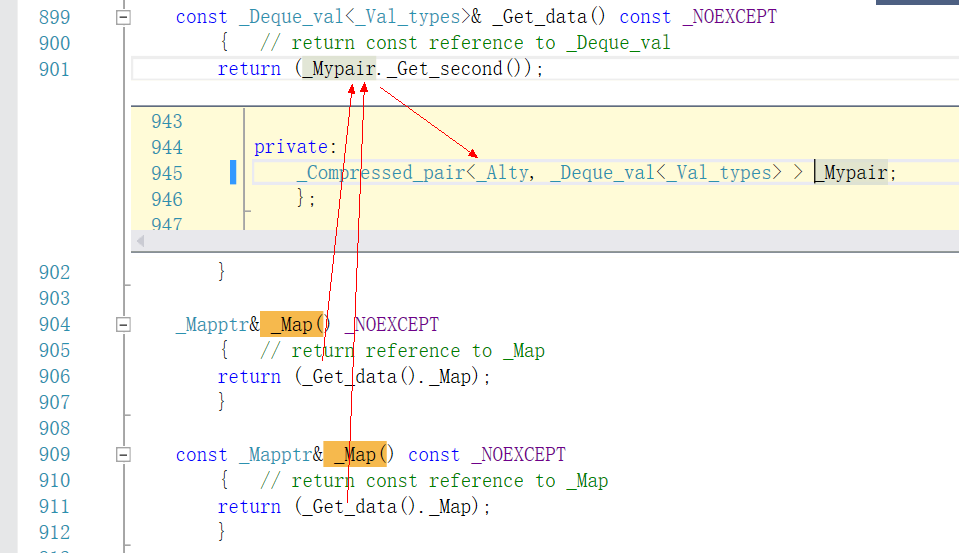 899 const _Deque_val<_Val_types>& _Get_data() const _NOEXCEPT
900 { // return const reference to _Deque_val
901 return (_Mypair._Get_second());
943
944 private:
945 _Compressed_pair<_Alty, _Deque_val<_Val_types> > _Mypair;
946 };
947
902 }
903
904 _Mapptr& _Map() _NOEXCEPT
905 { // return reference to _Map
906 return (_Get_data()._Map);
907 }
908
909 const _Mapptr& _Map() const _NOEXCEPT
910 { // return const reference to _Map
911 return (_Get_data()._Map);
912 }